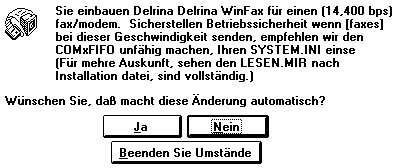 Sie einbauen Delrina Delrina WinFax für einen (14,400 bps)
fax/modem.  Sicherstellen Betriebssicherheit wenn [faxes]
bei dieser Geschwindigkeit senden, empfehlen wir den
COMxFIFO unfähig machen, Ihren SYSTEM.INI einse
(Für mehre Auskunft, sehen den LESEN.MIR nach
Installation datei, sind vollständig.)
Wünschen Sie, daß macht diese Änderung automatisch?
Ja Nein
Beenden Sie Umstände